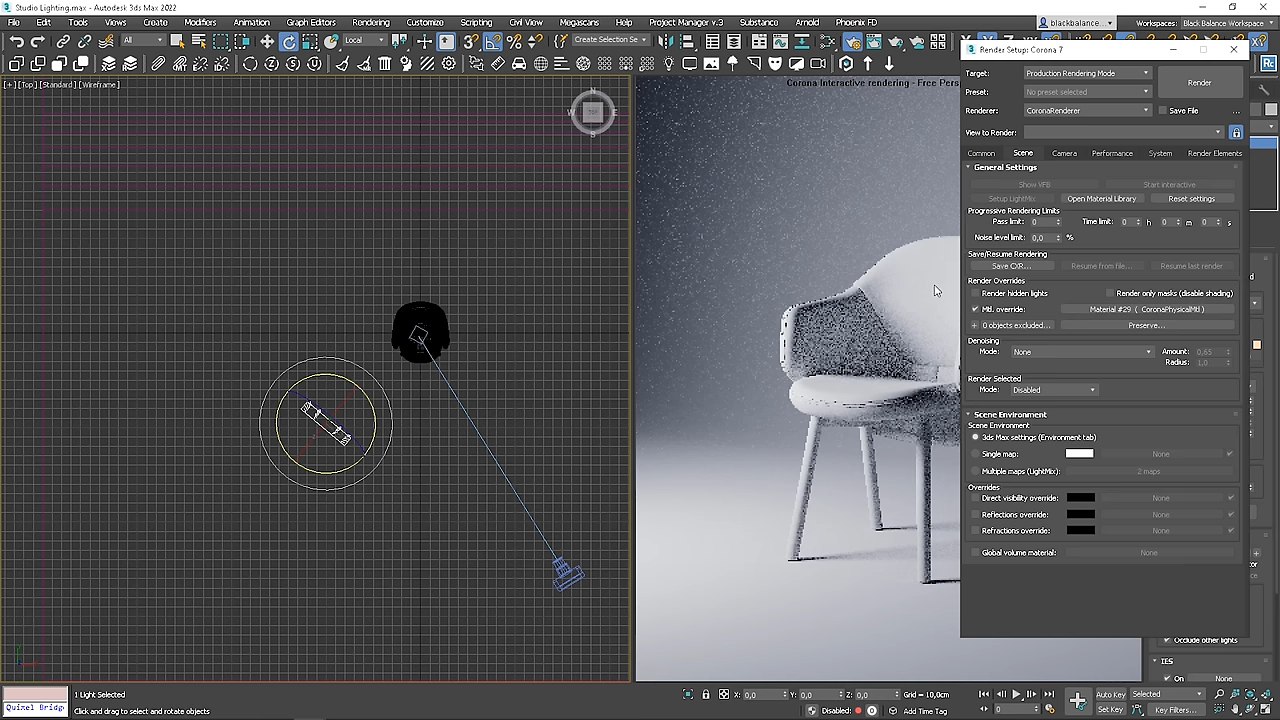 Studio Lighting.max - Autodesk 3ds Max 2022
File Edit Tools Group Views Create Modifiers Animation Graph Editors Rendering Customize Scripting Civil View Megascans Help Project Manager v.3 Substance Arnold Phoenix FD
blackbalance... Workspaces: Black Balance Workspace
All Local Create Selection Se
Render Setup: Corona 7
[+] [Top] [Standard] [Wireframe]
Corona Interactive rendering - Free Pers
N
W E
S
Target: Production Rendering Mode
Render
Preset: No preset selected
Renderer: CoronaRenderer Save File ...
View to Render:
Common Scene Camera Performance System Render Elements
General Settings
Show VFB Start interactive
Setup LightMix Open Material Library Reset settings
Progressive Rendering Limits
Pass limit: 0 Time limit: 0 h 0 m 0 s
Noise level limit: 0,0 %
Save/Resume Rendering
Save CXR... Resume from file... Resume last render
Render Overrides
Render hidden lights Render only masks (disable shading)
Mtl. override: Material #29 ( CoronaPhysicalMtl )
0 objects excluded... Preserve...
Denoising
Mode: None Amount: 0,65
Radius: 1,0
Render Selected
Mode: Disabled
Scene Environment
Scene Environment
3ds Max settings (Environment tab)
Single map: None
Multiple maps (LightMix): 2 maps
Overrides
Direct visibility override: None
Reflections override: None
Refractions override: None
Global volume material: None
Occlude other lights
IES
On None
1 Light Selected
X: 0,0 Y: 0,0 Z: 0,0 Grid = 10,0cm
Auto Key Selected
Quixel Bridg
Click and drag to select and rotate objects
Disabled: Add Time Tag
0 Set Key Key Filters...